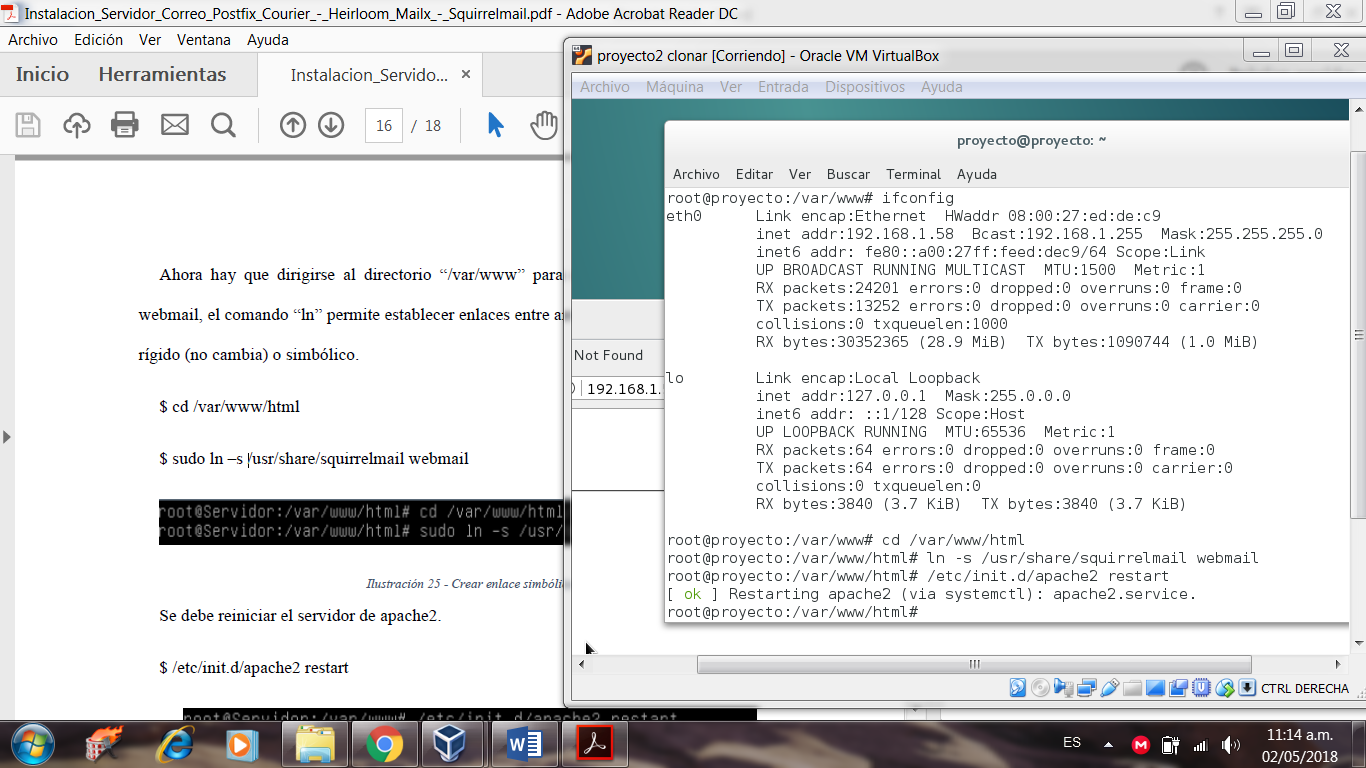 Instalacion_Servidor_Correo_Postfix_Courier_-_Heirloom_Mailx_-_Squirrelmail.pdf - Adobe Acrobat Reader DC
Archivo Edición Ver Ventana Ayuda
Inicio Herramientas Instalacion_Servido... ×
16 / 18
Ahora hay que dirigirse al directorio “/var/www” para
webmail, el comando “ln” permite establecer enlaces entre
rígido (no cambia) o simbólico.
$ cd /var/www/html
$ sudo ln –s /usr/share/squirrelmail webmail
root@Servidor:/var/www/html# cd /var/www/html
root@Servidor:/var/www/html# sudo ln -s /usr/
Ilustración 25 - Crear enlace simbólic
Se debe reiniciar el servidor de apache2.
$ /etc/init.d/apache2 restart
root@Servidor:/var/www# /etc/init.d/apache2 restart
proyecto2 clonar [Corriendo] - Oracle VM VirtualBox
Archivo Máquina Ver Entrada Dispositivos Ayuda
Not Found
192.168.1.
proyecto@proyecto: ~
Archivo Editar Ver Buscar Terminal Ayuda
root@proyecto:/var/www# ifconfig
eth0 Link encap:Ethernet HWaddr 08:00:27:ed:de:c9
inet addr:192.168.1.58 Bcast:192.168.1.255 Mask:255.255.255.0
inet6 addr: fe80::a00:27ff:feed:dec9/64 Scope:Link
UP BROADCAST RUNNING MULTICAST MTU:1500 Metric:1
RX packets:24201 errors:0 dropped:0 overruns:0 frame:0
TX packets:13252 errors:0 dropped:0 overruns:0 carrier:0
collisions:0 txqueuelen:1000
RX bytes:30352365 (28.9 MiB) TX bytes:1090744 (1.0 MiB)
lo Link encap:Local Loopback
inet addr:127.0.0.1 Mask:255.0.0.0
inet6 addr: ::1/128 Scope:Host
UP LOOPBACK RUNNING MTU:65536 Metric:1
RX packets:64 errors:0 dropped:0 overruns:0 frame:0
TX packets:64 errors:0 dropped:0 overruns:0 carrier:0
collisions:0 txqueuelen:0
RX bytes:3840 (3.7 KiB) TX bytes:3840 (3.7 KiB)
root@proyecto:/var/www# cd /var/www/html
root@proyecto:/var/www/html# ln -s /usr/share/squirrelmail webmail
root@proyecto:/var/www/html# /etc/init.d/apache2 restart
[ ok ] Restarting apache2 (via systemctl): apache2.service.
root@proyecto:/var/www/html#
CTRL DERECHA
ES
11:14 a.m.
02/05/2018